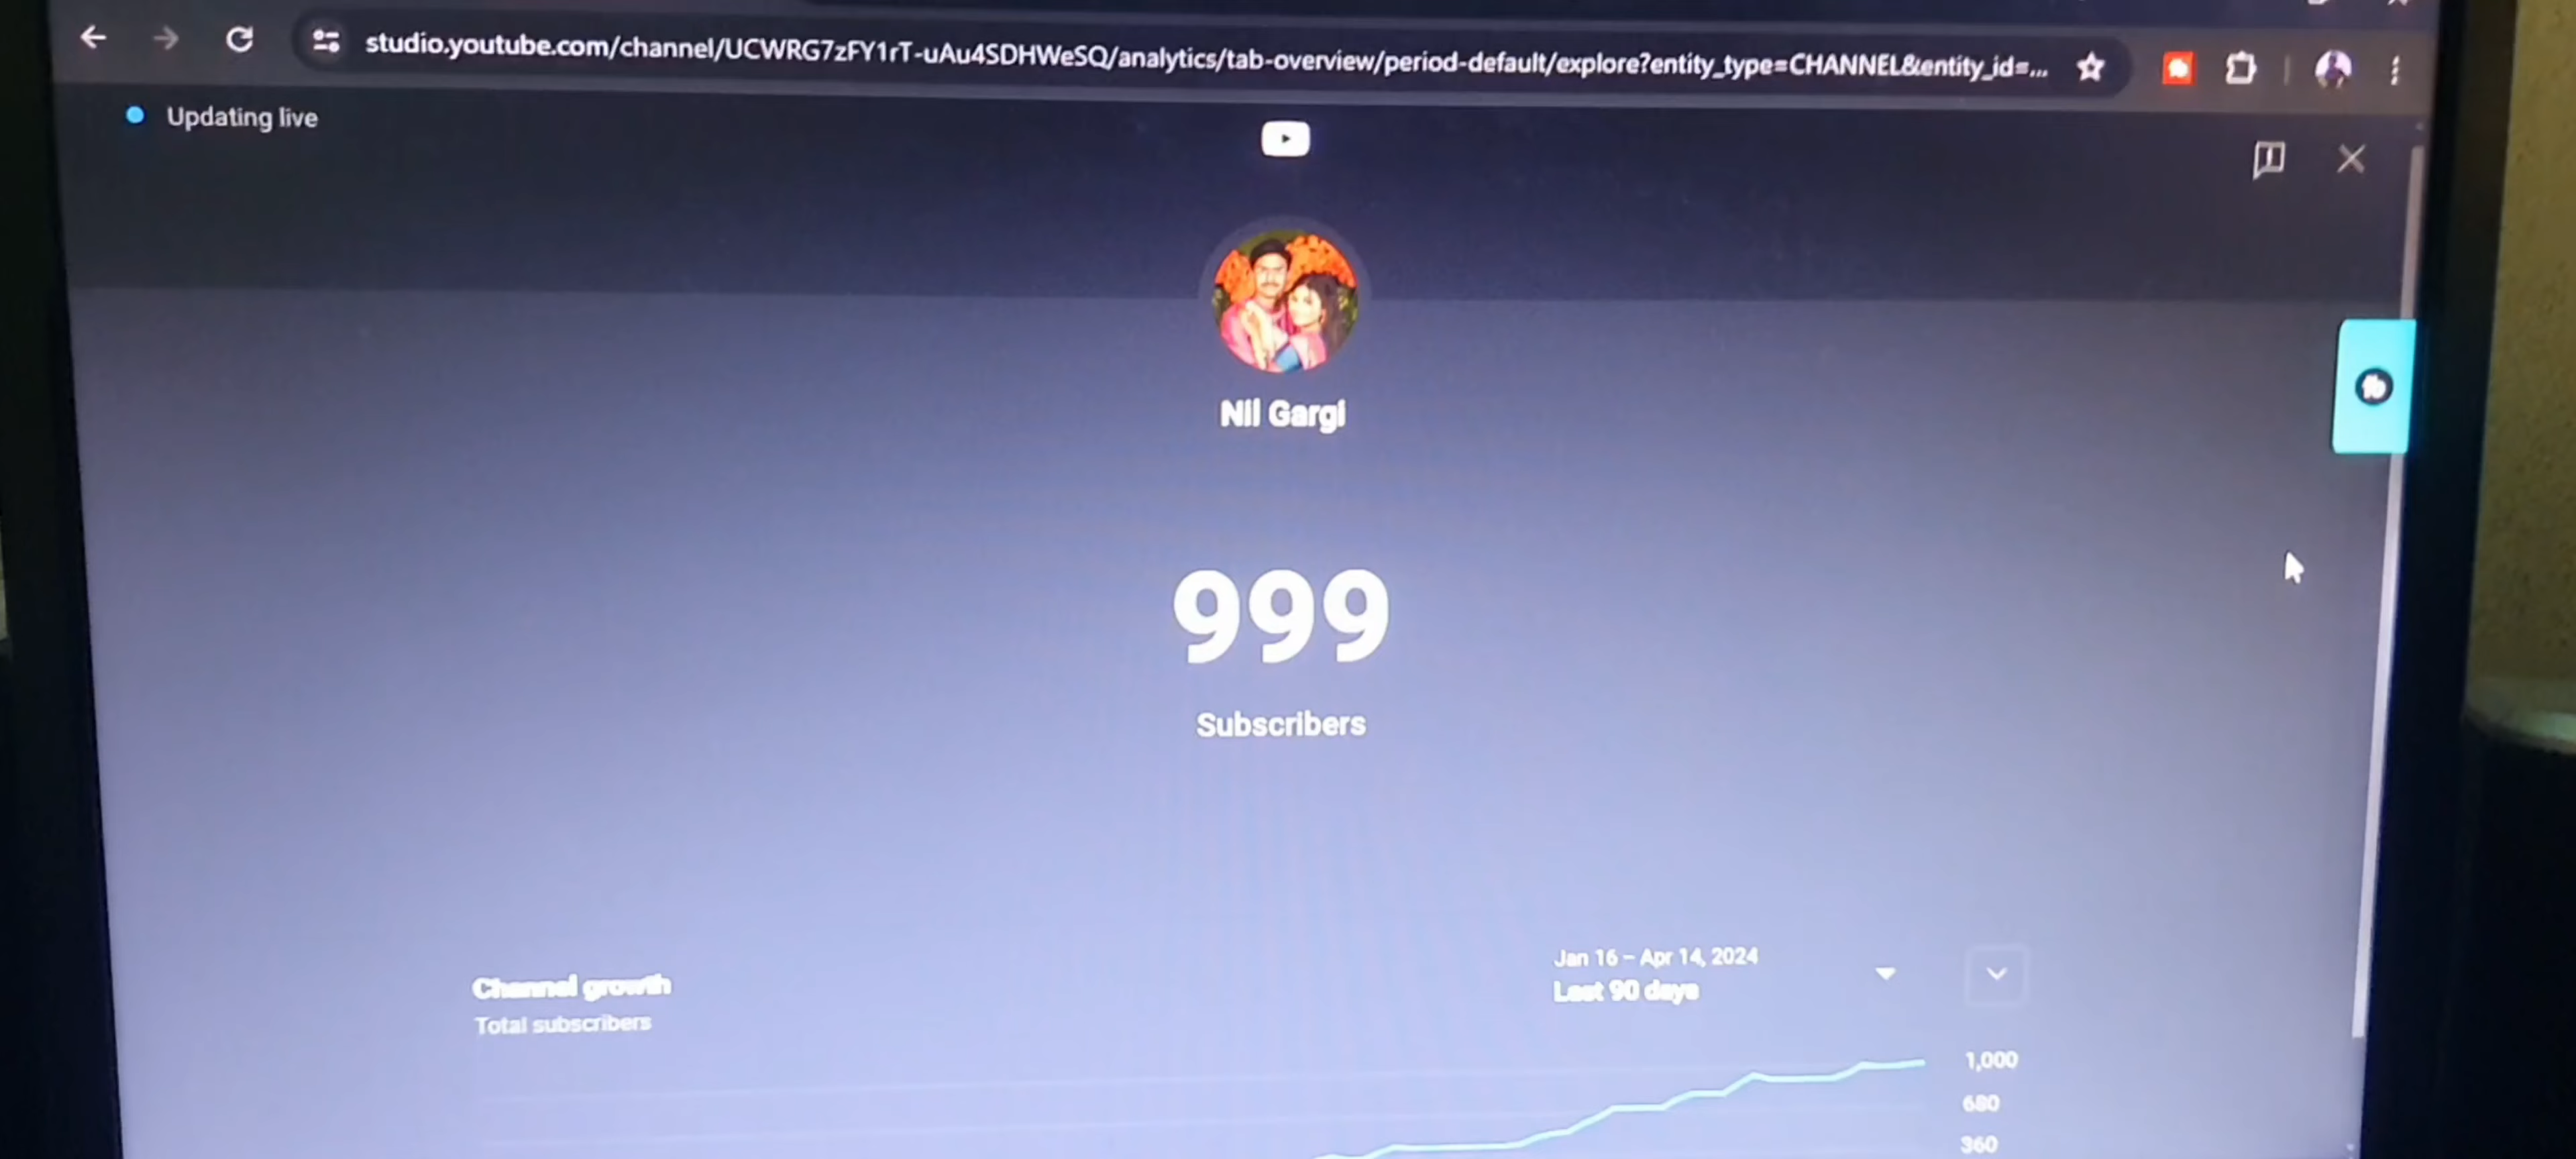 studio.youtube.com/channel/UCWRG7zFY1rT-uAu4SDHWeSQ/analytics/tab-overview/period-default/explore?entity_type=CHANNEL&entity_id=...
Updating live
Nil Gargi
999
Subscribers
Jan 16 – Apr 14, 2024
Last 90 days
Channel growth
Total subscribers
1,000
680
360